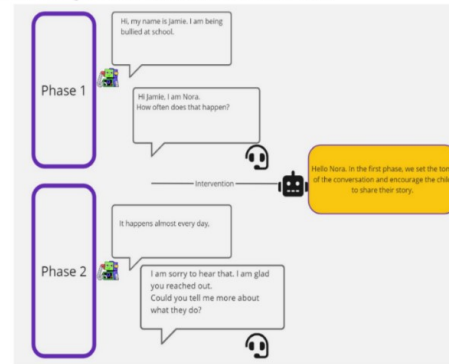 Phase 1
Hi, my name is Jamie. I am being
bullied at school.
Hi Jamie, I am Nora.
How often does that happen?
Intervention
Hello Nora. In the first phase, we set the ton
of the conversation and encourage the chil
to share their story.
Phase 2
It happens almost every day,
I am sorry to hear that. I am glad
you reached out.
Could you tell me more about
what they do?